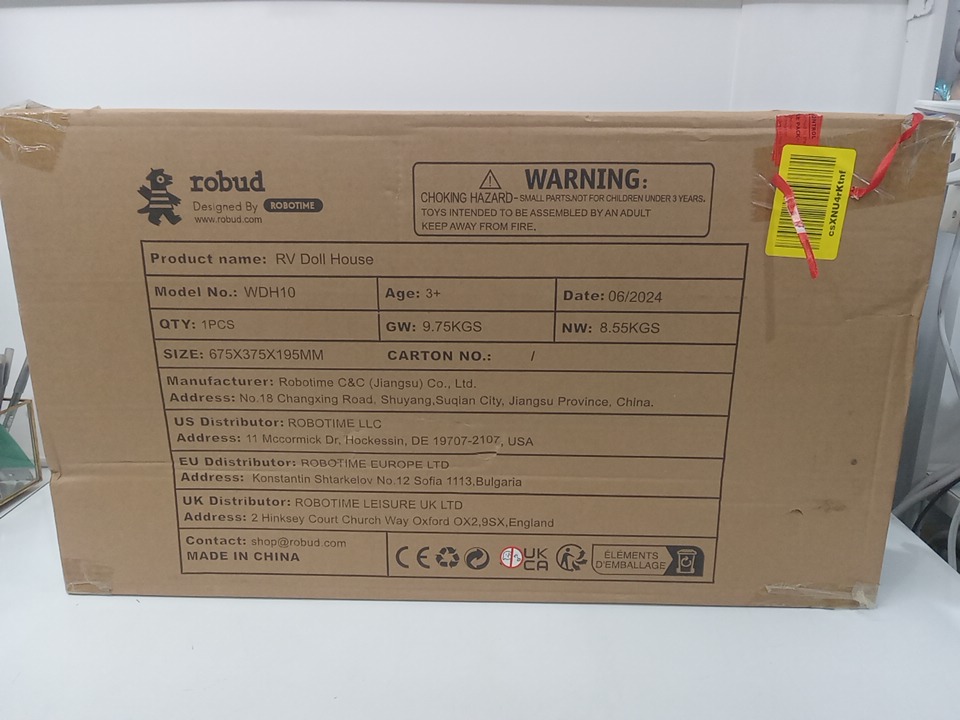 robud
Designed By ROBOTIME
www.robud.com
WARNING:
CHOKING HAZARD-SMALL PARTS.NOT FOR CHILDREN UNDER 3 YEARS.
TOYS INTENDED TO BE ASSEMBLED BY AN ADULT
KEEP AWAY FROM FIRE.
csXNU4rKtnf
Product name: RV Doll House
Model No.: WDH10 Age: 3+ Date: 06/2024
QTY: 1PCS GW: 9.75KGS NW: 8.55KGS
SIZE: 675X375X195MM CARTON NO.: /
Manufacturer: Robotime C&C (Jiangsu) Co., Ltd.
Address: No.18 Changxing Road, Shuyang,Suqian City, Jiangsu Province, China.
US Distributor: ROBOTIME LLC
Address: 11 Mccormick Dr, Hockessin, DE 19707-2107, USA
EU Ddistributor: ROBOTIME EUROPE LTD
Address: Konstantin Shtarkelov No.12 Sofia 1113,Bulgaria
UK Distributor: ROBOTIME LEISURE UK LTD
Address: 2 Hinksey Court Church Way Oxford OX2,9SX,England
Contact: shop@robud.com
MADE IN CHINA
CE UK CA ÉLÉMENTS D'EMBALLAGE